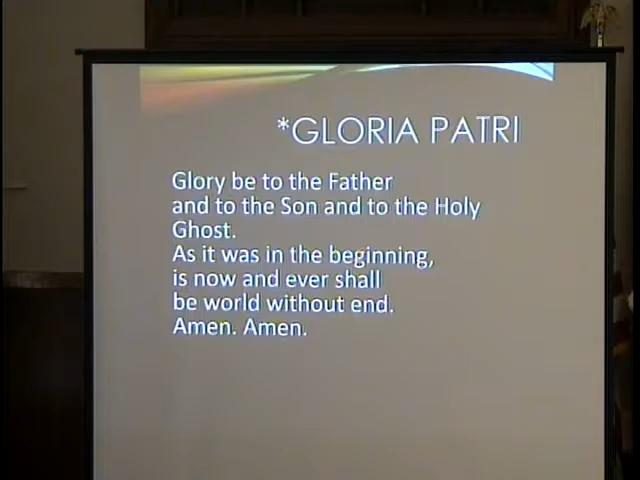 *GLORIA PATRI
Glory be to the Father
and to the Son and to the Holy
Ghost.
As it was in the beginning,
is now and ever shall
be world without end.
Amen. Amen.